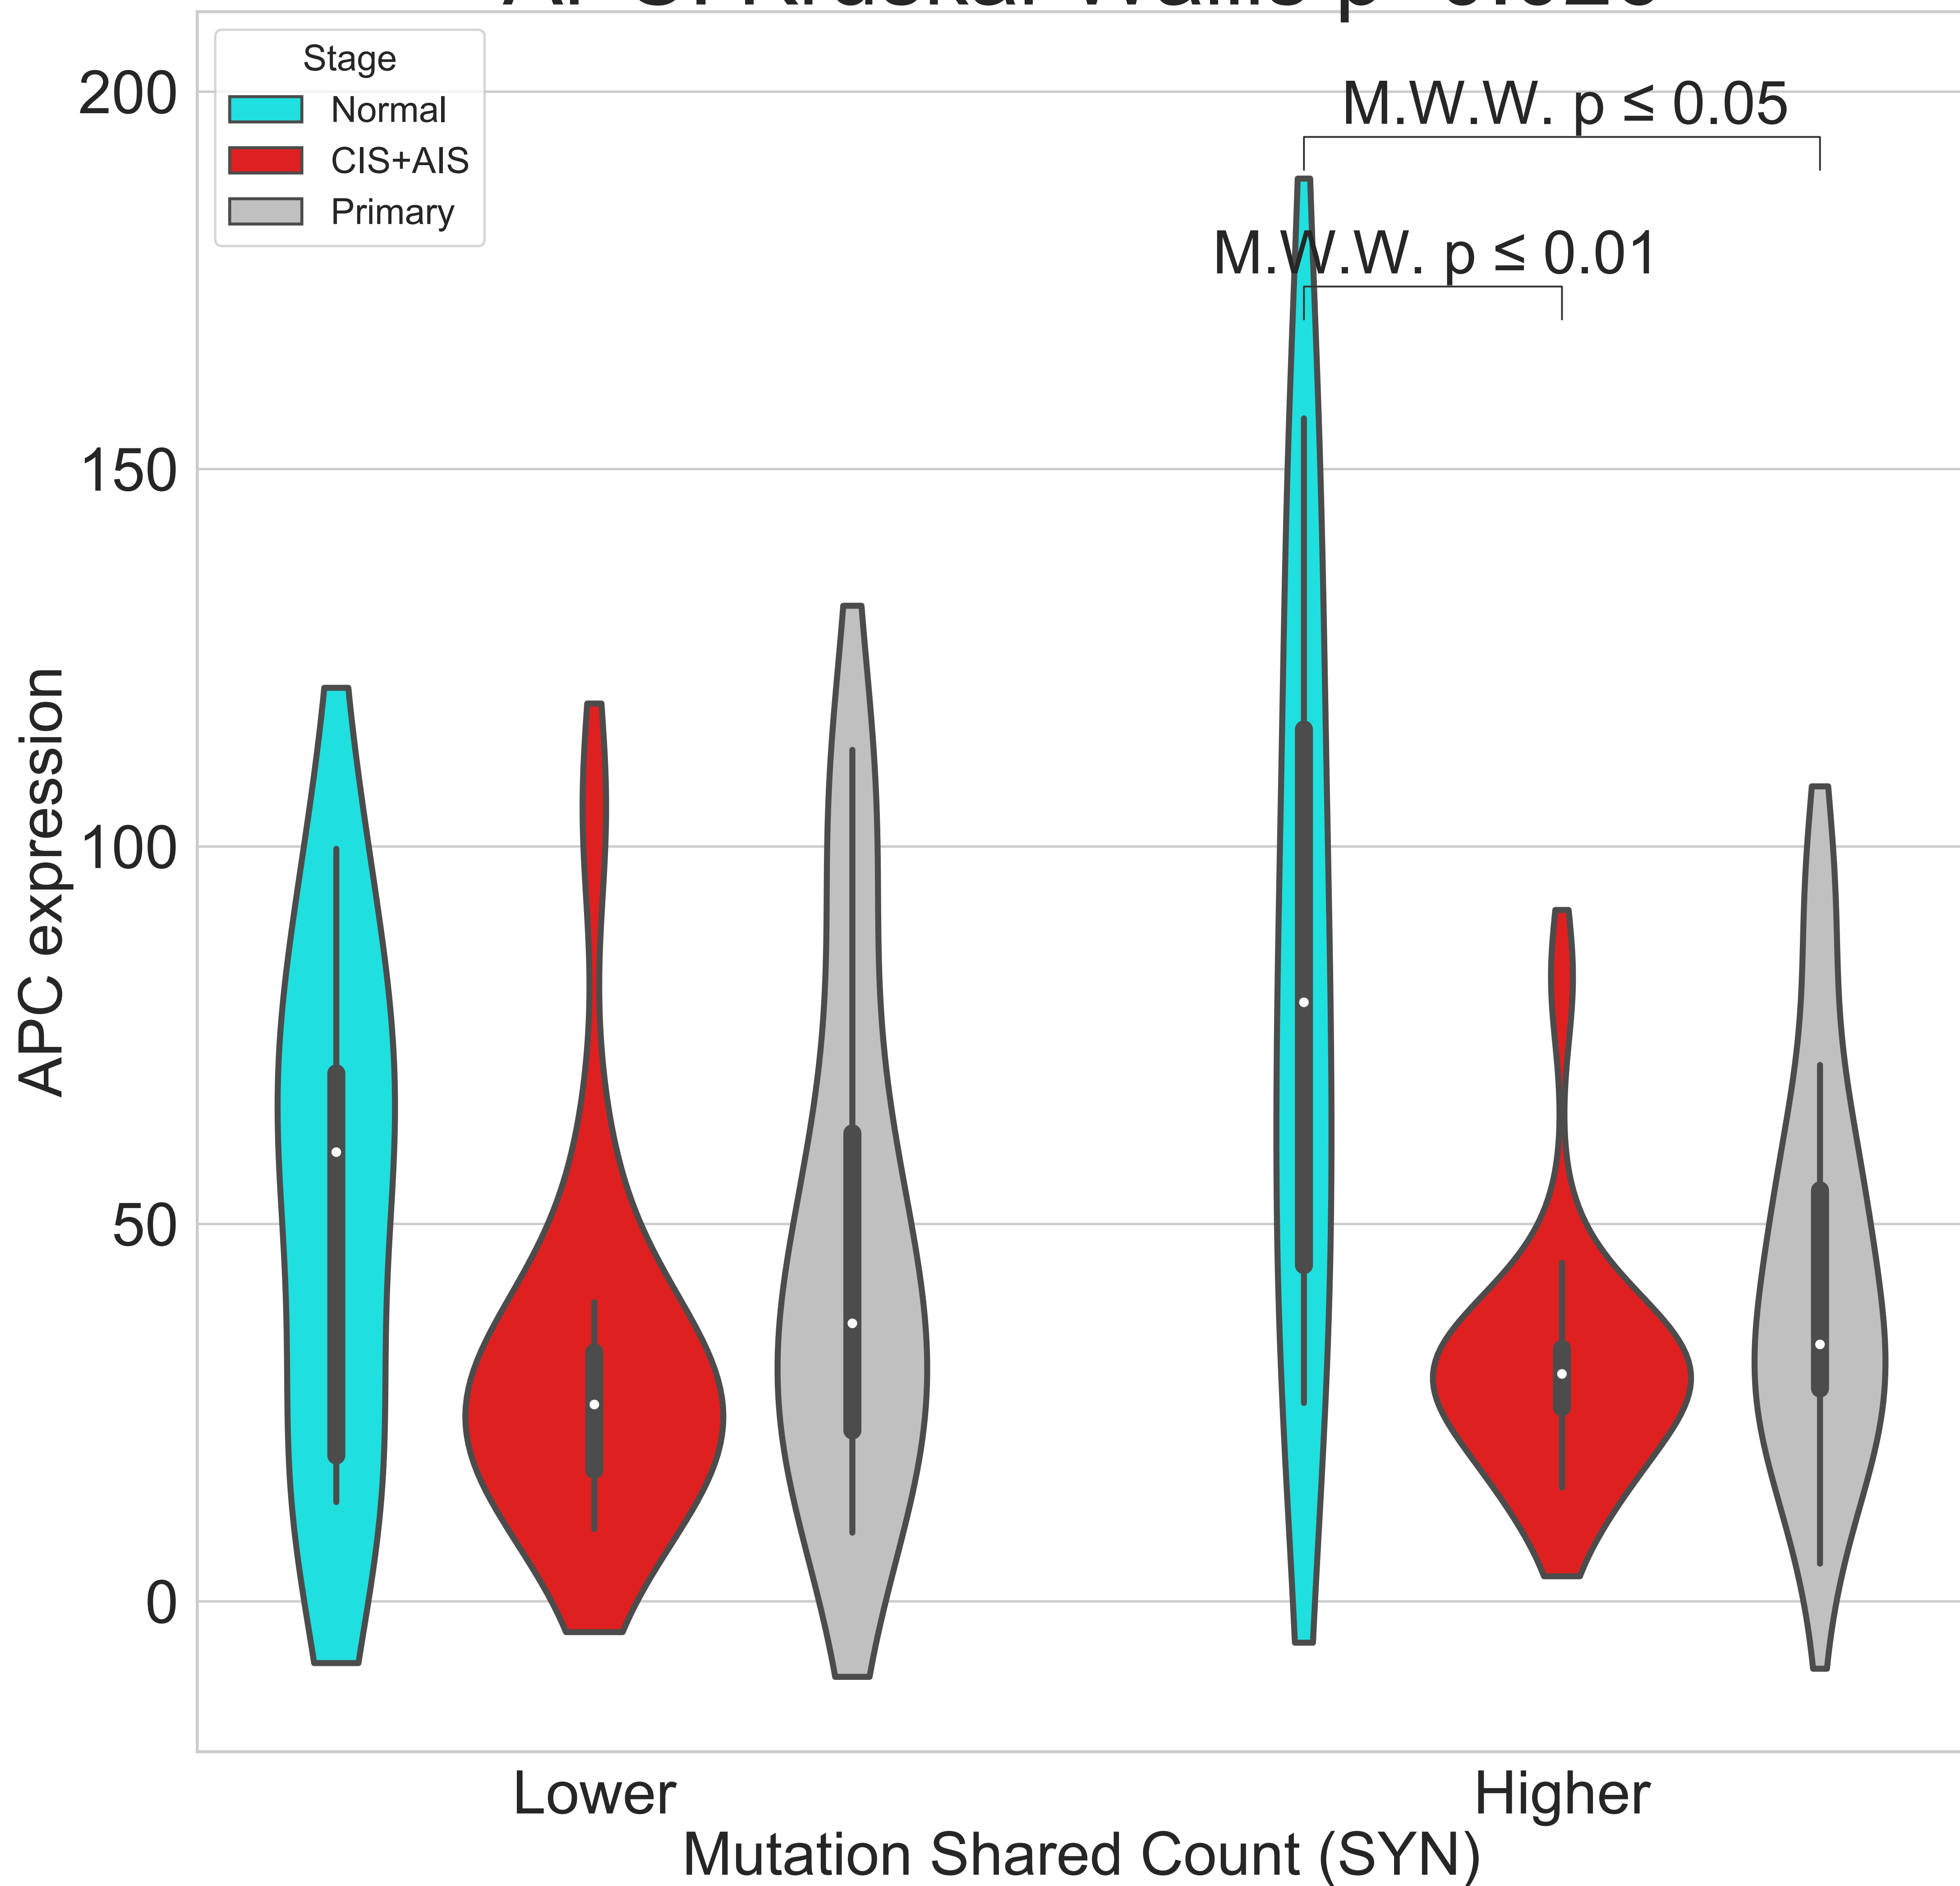 Stage
Normal
CIS+AIS
Primary
M.W.W. p ≤ 0.05
M.W.W. p ≤ 0.01
200
150
100
50
0
APC expression
Lower
Higher
Mutation Shared Count (SYN)